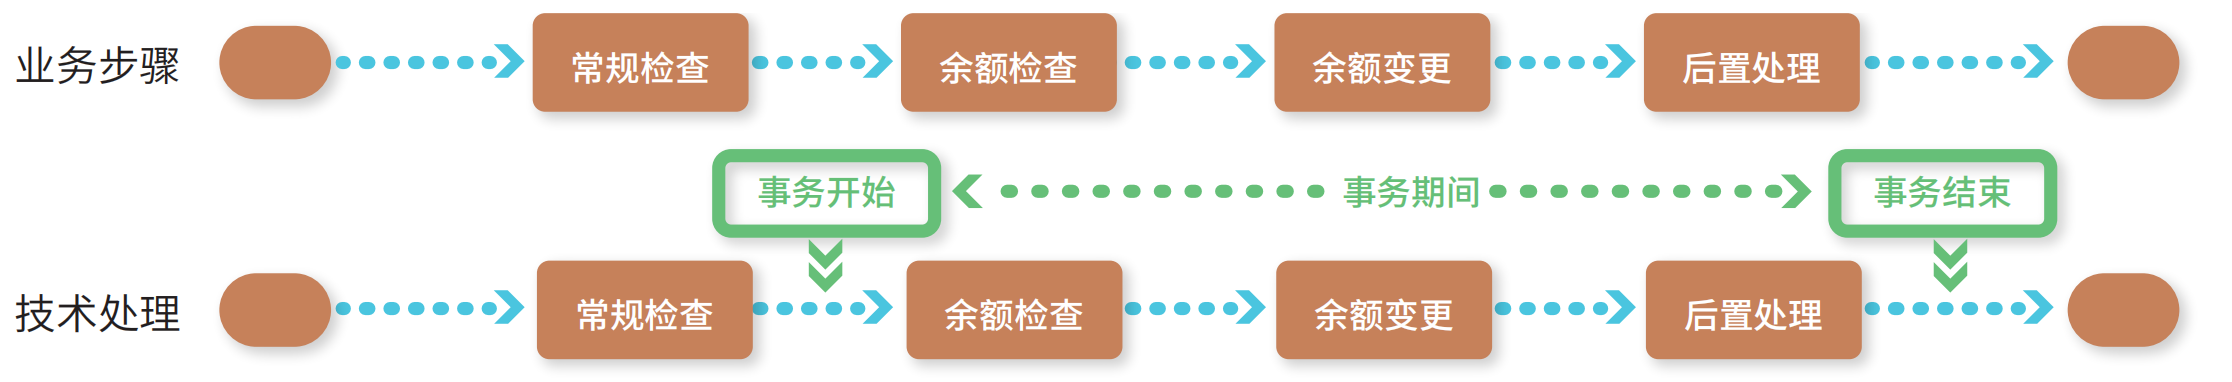 业务步骤 常规检查 余额检查 余额变更 后置处理
事务开始 事务期间 事务结束
技术处理 常规检查 余额检查 余额变更 后置处理